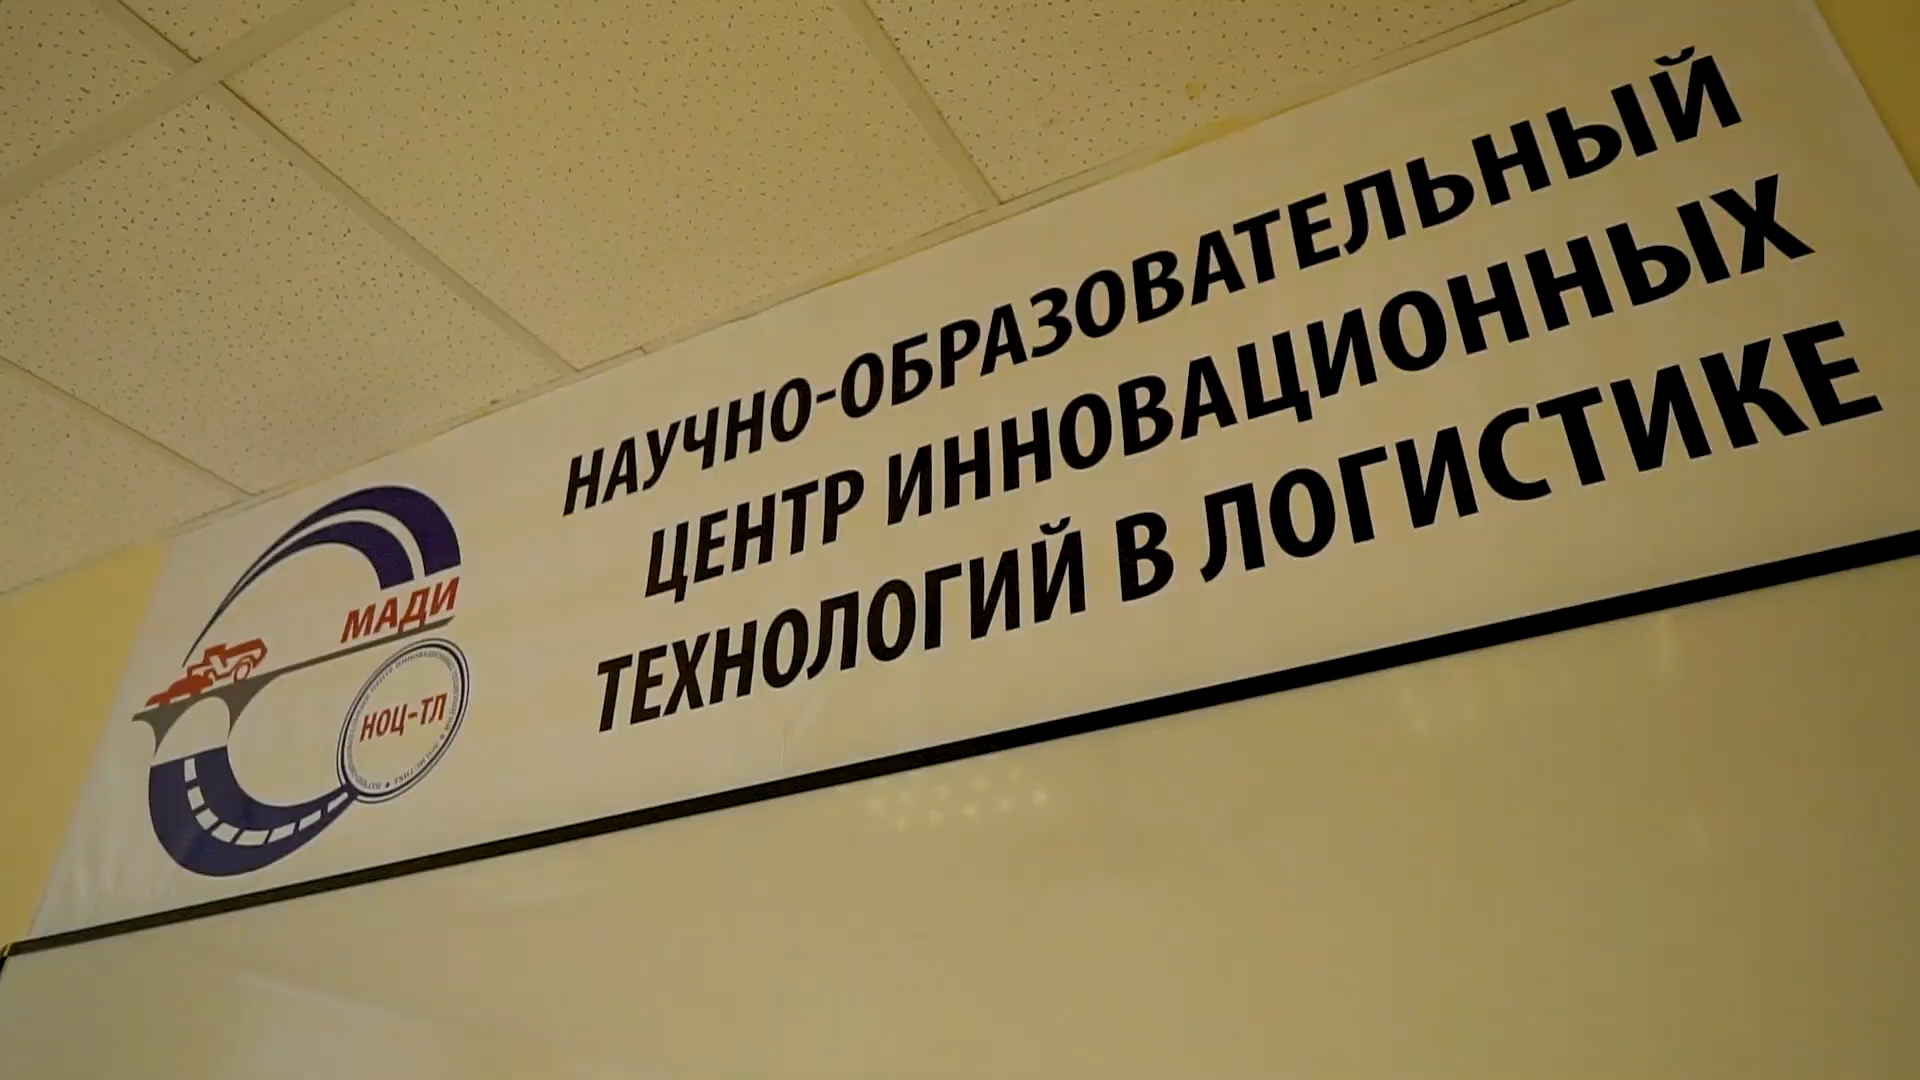 НАУЧНО-ОБРАЗОВАТЕЛЬНЫЙ
ЦЕНТР ИННОВАЦИОННЫХ
ТЕХНОЛОГИЙ В ЛОГИСТИКЕ
МАДИ
НОЦ-ТЛ